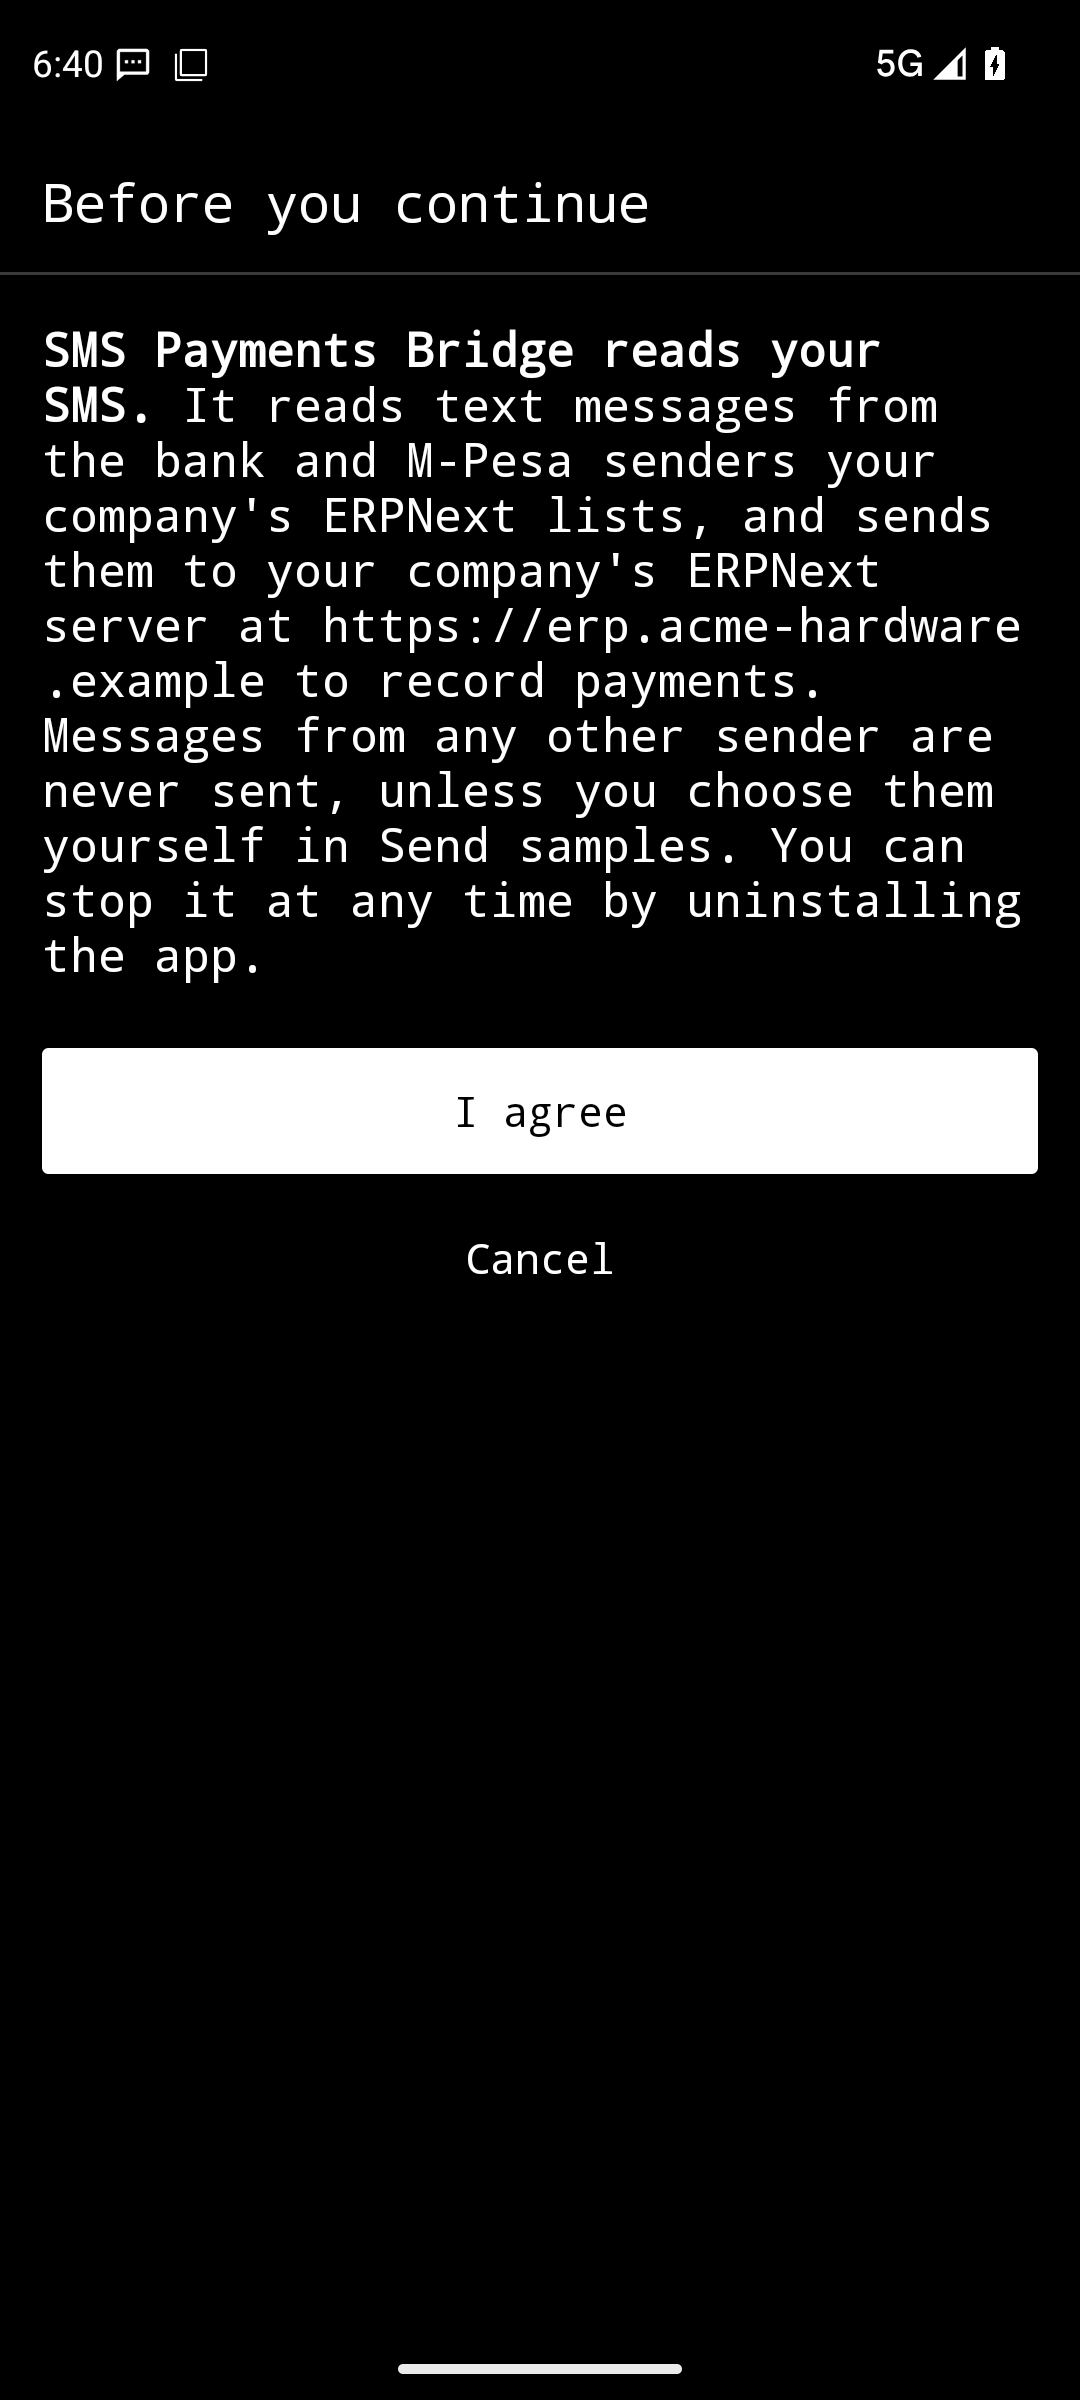 6:40
5G
Before you continue
SMS Payments Bridge reads your
SMS. It reads text messages from
the bank and M-Pesa senders your
company's ERPNext lists, and sends
them to your company's ERPNext
server at https://erp.acme-hardware
.example to record payments.
Messages from any other sender are
never sent, unless you choose them
yourself in Send samples. You can
stop it at any time by uninstalling
the app.
I agree
Cancel